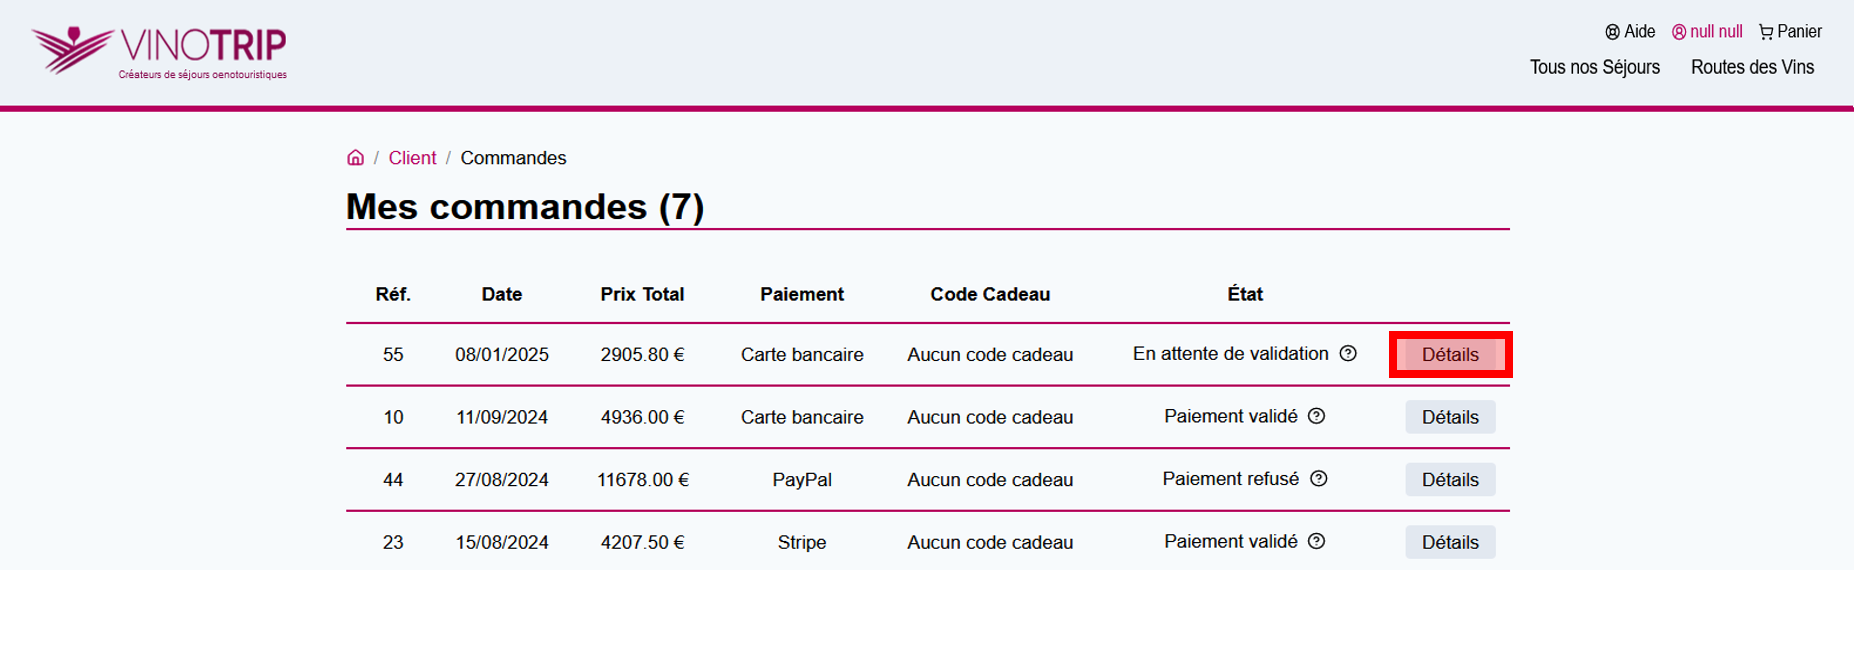 VINOTRIP
Créateurs de séjours oenotouristiques
Aide null null Panier
Tous nos Séjours Routes des Vins
/ Client / Commandes
Mes commandes (7)
Réf. Date Prix Total Paiement Code Cadeau État
55 08/01/2025 2905.80 € Carte bancaire Aucun code cadeau En attente de validation Détails
10 11/09/2024 4936.00 € Carte bancaire Aucun code cadeau Paiement validé Détails
44 27/08/2024 11678.00 € PayPal Aucun code cadeau Paiement refusé Détails
23 15/08/2024 4207.50 € Stripe Aucun code cadeau Paiement validé Détails